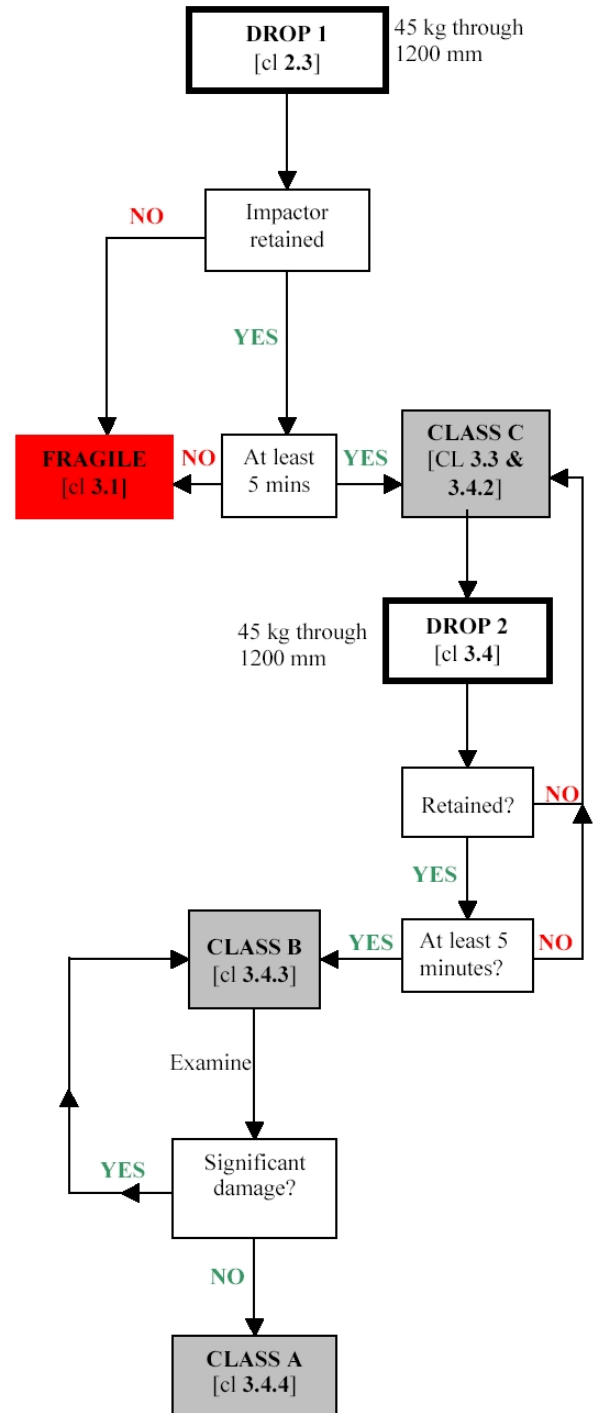 DROP 1
[cl 2.3]
45 kg through
1200 mm
Impactor
retained
NO
YES
FRAGILE
[cl 3.1]
NO
At least
5 mins
YES
CLASS C
[CL 3.3 &
3.4.2]
45 kg through
1200 mm
DROP 2
[cl 3.4]
Retained?
NO
YES
CLASS B
[cl 3.4.3]
YES
At least 5
minutes?
NO
Examine
Significant
damage?
YES
NO
CLASS A
[cl 3.4.4]